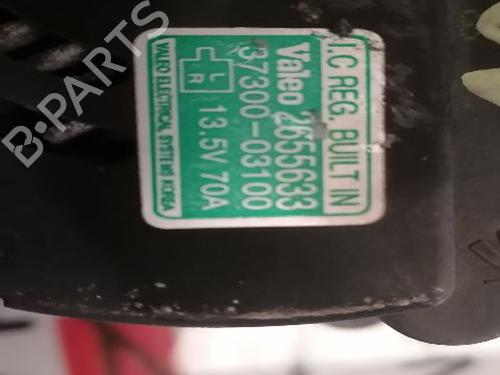 I.C REG. BUILT IN
Valeo 2655633
37300-03100
L
R
13.5V 70A
VALEO ELECTRICAL SYSTEMS KOREA
B-PARTS